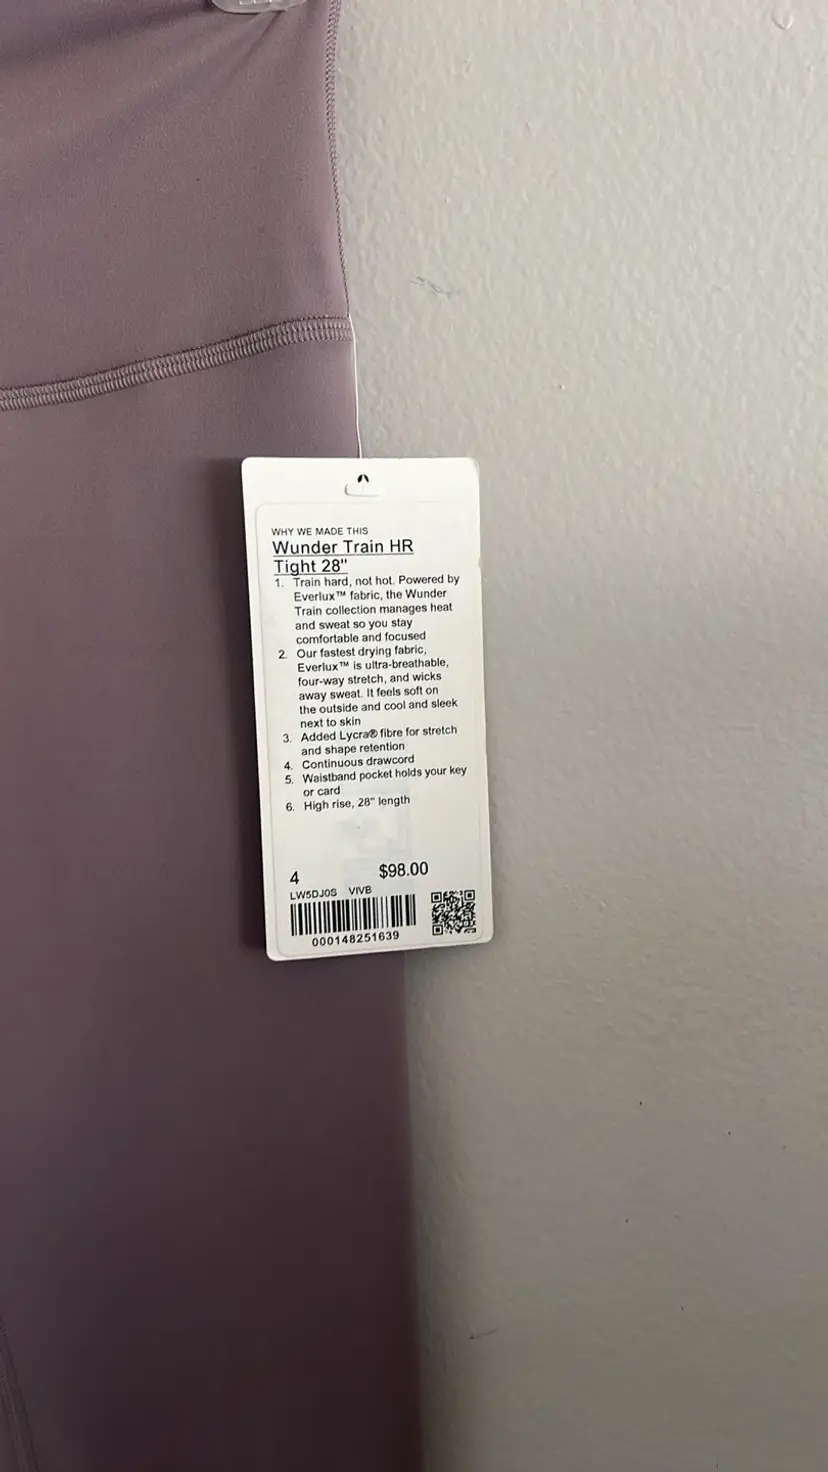 WHY WE MADE THIS
Wunder Train HR
Tight 28"
1. Train hard, not hot. Powered by
Everlux™ fabric, the Wunder
Train collection manages heat
and sweat so you stay
comfortable and focused
2. Our fastest drying fabric,
Everlux™ is ultra-breathable,
four-way stretch, and wicks
away sweat. It feels soft on
the outside and cool and sleek
next to skin
3. Added Lycra® fibre for stretch
and shape retention
4. Continuous drawcord
5. Waistband pocket holds your key
or card
6. High rise, 28" length
4 $98.00
LW5DJ0S VIVB
000148251639